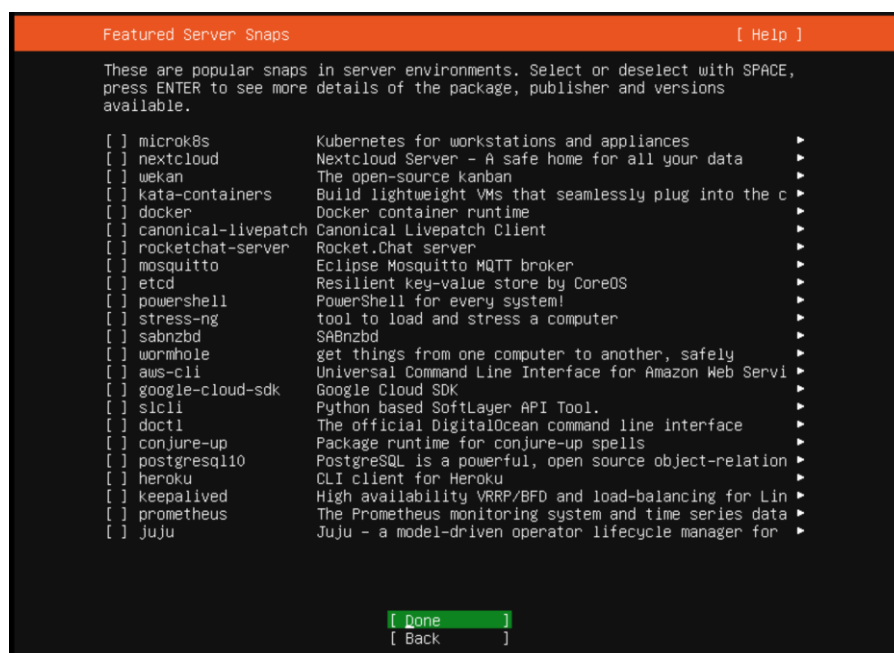 Featured Server Snaps [ Help ]
These are popular snaps in server environments. Select or deselect with SPACE,
press ENTER to see more details of the package, publisher and versions
available.
[ ] microk8s Kubernetes for workstations and appliances ▸
[ ] nextcloud Nextcloud Server – A safe home for all your data ▸
[ ] wekan The open-source kanban ▸
[ ] kata-containers Build lightweight VMs that seamlessly plug into the c ▸
[ ] docker Docker container runtime ▸
[ ] canonical-livepatch Canonical Livepatch Client ▸
[ ] rocketchat-server Rocket.Chat server ▸
[ ] mosquitto Eclipse Mosquitto MQTT broker ▸
[ ] etcd Resilient key-value store by CoreOS ▸
[ ] powershell PowerShell for every system! ▸
[ ] stress-ng tool to load and stress a computer ▸
[ ] sabnzbd SABnzbd ▸
[ ] wormhole get things from one computer to another, safely ▸
[ ] aws-cli Universal Command Line Interface for Amazon Web Servi ▸
[ ] google-cloud-sdk Google Cloud SDK ▸
[ ] slcli Python based SoftLayer API Tool. ▸
[ ] doctl The official DigitalOcean command line interface ▸
[ ] conjure-up Package runtime for conjure-up spells ▸
[ ] postgresql10 PostgreSQL is a powerful, open source object-relation ▸
[ ] heroku CLI client for Heroku ▸
[ ] keepalived High availability VRRP/BFD and load-balancing for Lin ▸
[ ] prometheus The Prometheus monitoring system and time series data ▸
[ ] juju Juju – a model-driven operator lifecycle manager for ▸
[ Done ]
[ Back ]